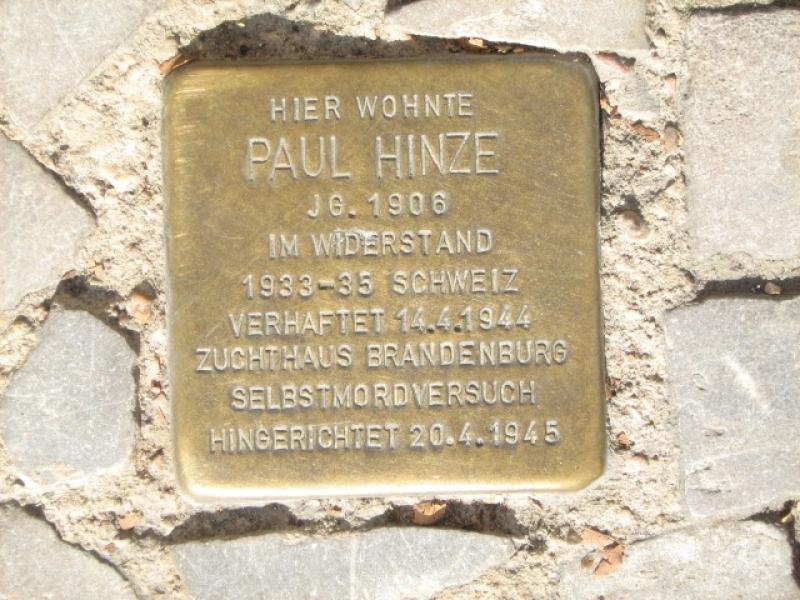 HIER WOHNTE
PAUL HINZE
JG. 1906
IM WIDERSTAND
1933-35 SCHWEIZ
VERHAFTET 14.4.1944
ZUCHTHAUS BRANDENBURG
SELBSTMORDVERSUCH
HINGERICHTET 20.4.1945